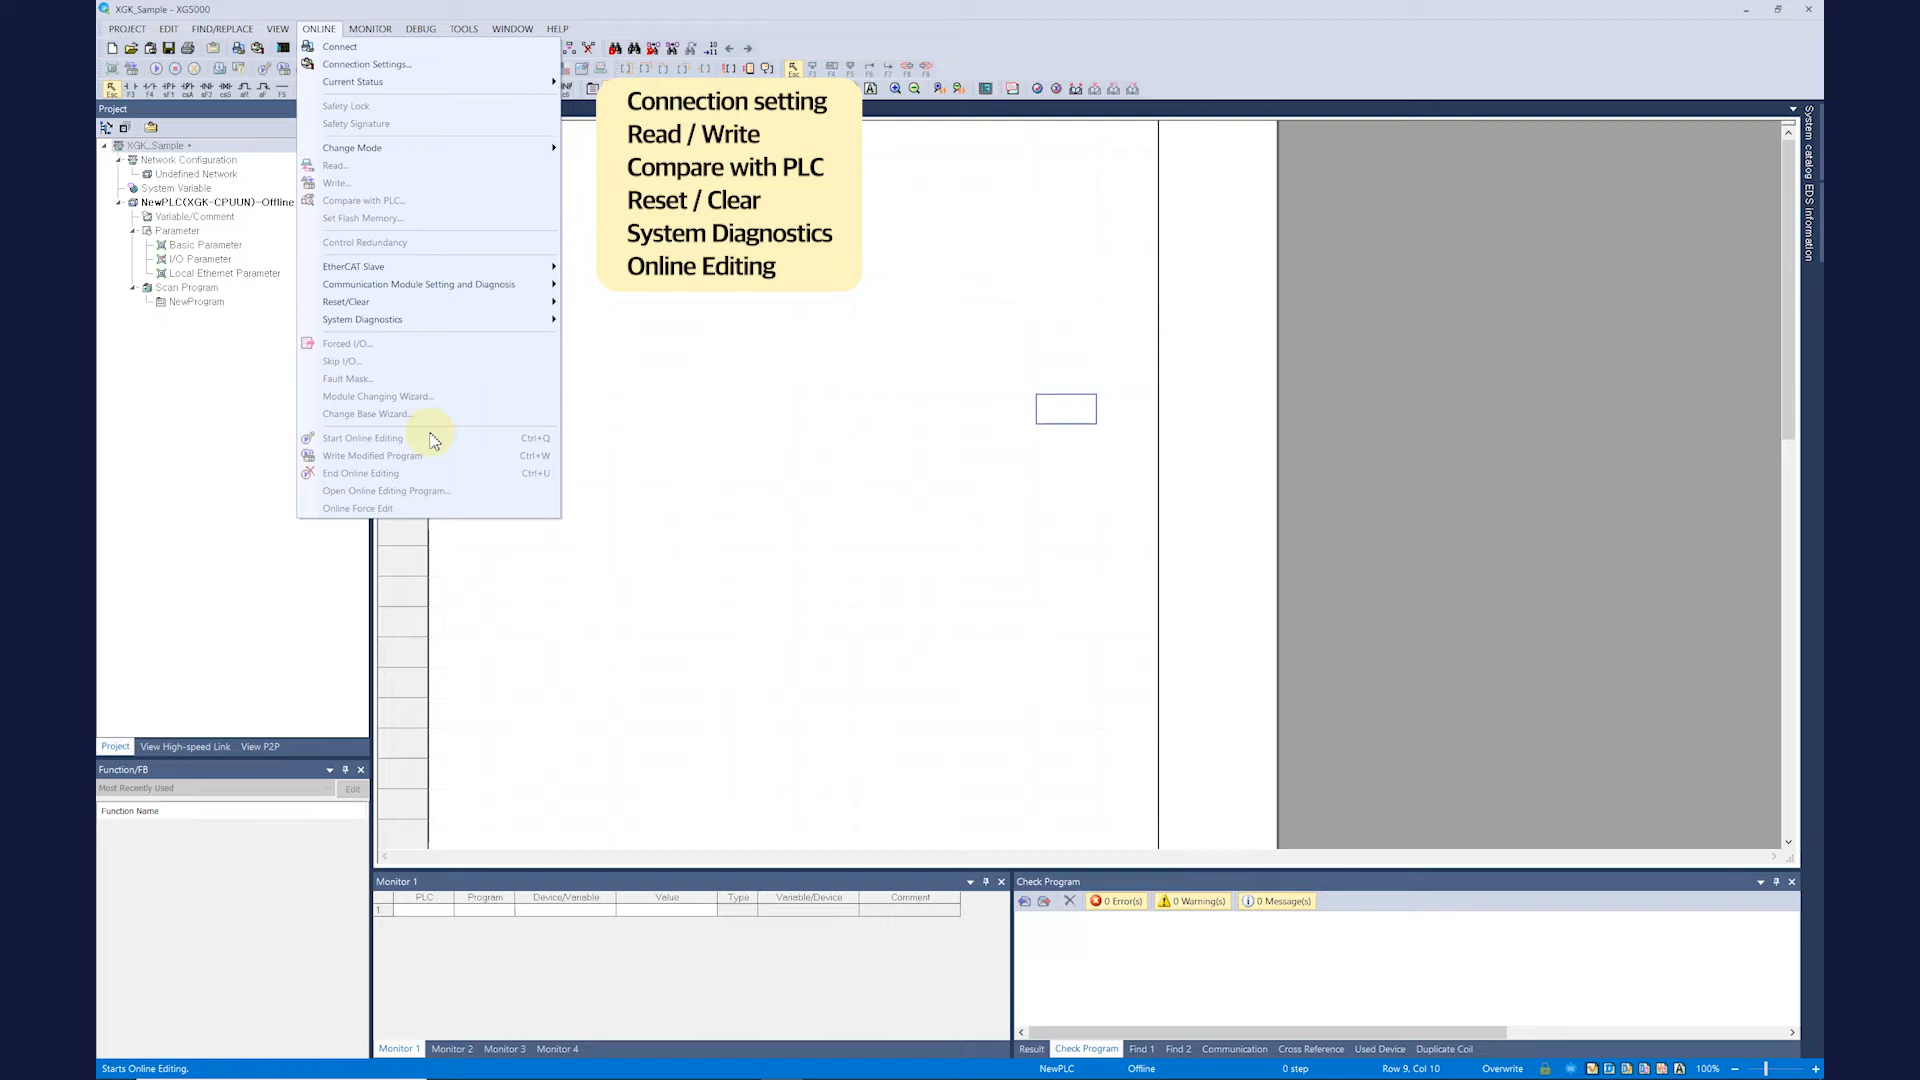 XGK_Sample - XG5000
PROJECT EDIT FIND/REPLACE VIEW ONLINE MONITOR DEBUG TOOLS WINDOW HELP
Connect
Connection Settings...
Current Status
Safety Lock
Safety Signature
Change Mode
Read...
Write...
Compare with PLC...
Set Flash Memory...
Control Redundancy
EtherCAT Slave
Communication Module Setting and Diagnosis
Reset/Clear
System Diagnostics
Forced I/O...
Skip I/O...
Fault Mask...
Module Changing Wizard...
Change Base Wizard...
Start Online Editing Ctrl+Q
Write Modified Program Ctrl+W
End Online Editing Ctrl+U
Open Online Editing Program...
Online Force Edit
Connection setting
Read / Write
Compare with PLC
Reset / Clear
System Diagnostics
Online Editing
Project
XGK_Sample *
Network Configuration
Undefined Network
System Variable
NewPLC(XGK-CPUUN)-Offline
Variable/Comment
Parameter
Basic Parameter
I/O Parameter
Local Ethernet Parameter
Scan Program
NewProgram
System catalog
EDS information
Project View High-speed Link View P2P
Function/FB
Most Recently Used Edit
Function Name
Monitor 1
PLC Program Device/Variable Value Type Variable/Device Comment
1
Monitor 1 Monitor 2 Monitor 3 Monitor 4
Check Program
0 Error(s) 0 Warning(s) 0 Message(s)
Result Check Program Find 1 Find 2 Communication Cross Reference Used Device Duplicate Coil
Starts Online Editing. NewPLC Offline 0 step Row 9, Col 10 Overwrite 100%